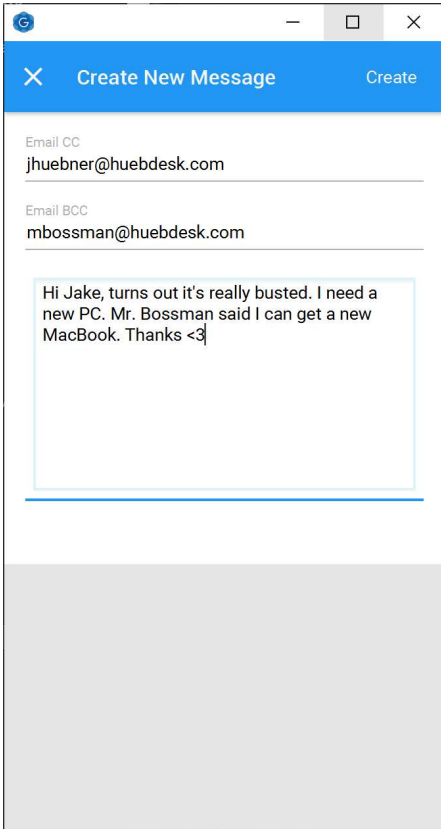 G
Create New Message
Create
Email CC
jhuebner@huebdesk.com
Email BCC
mbossman@huebdesk.com
Hi Jake, turns out it's really busted. I need a
new PC. Mr. Bossman said I can get a new
MacBook. Thanks <3